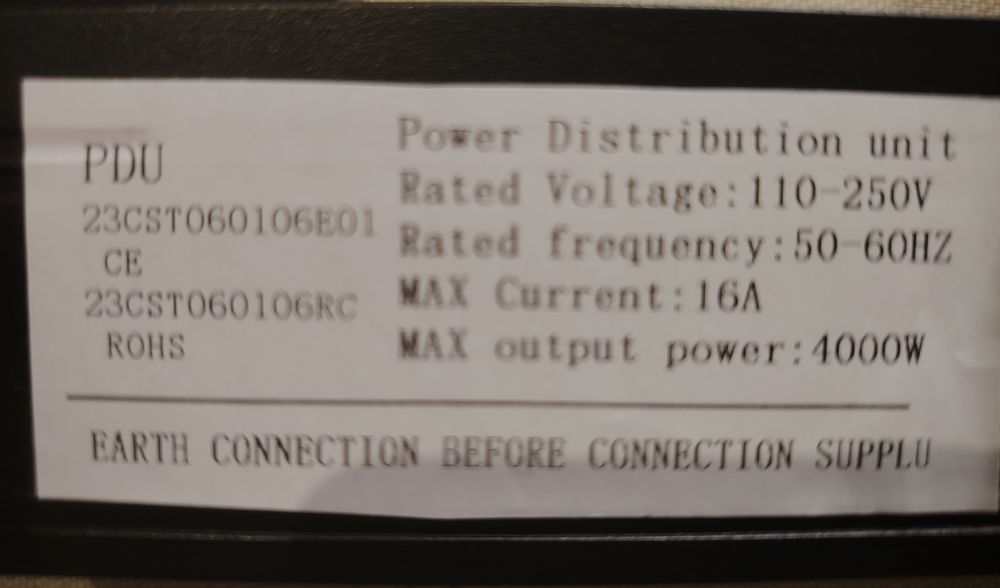 PDU
23CST060106E01
CE
23CST060106RC
ROHS
Power Distribution unit
Rated Voltage:110-250V
Rated frequency:50-60HZ
MAX Current:16A
MAX output power:4000W
EARTH CONNECTION BEFORE CONNECTION SUPPLU